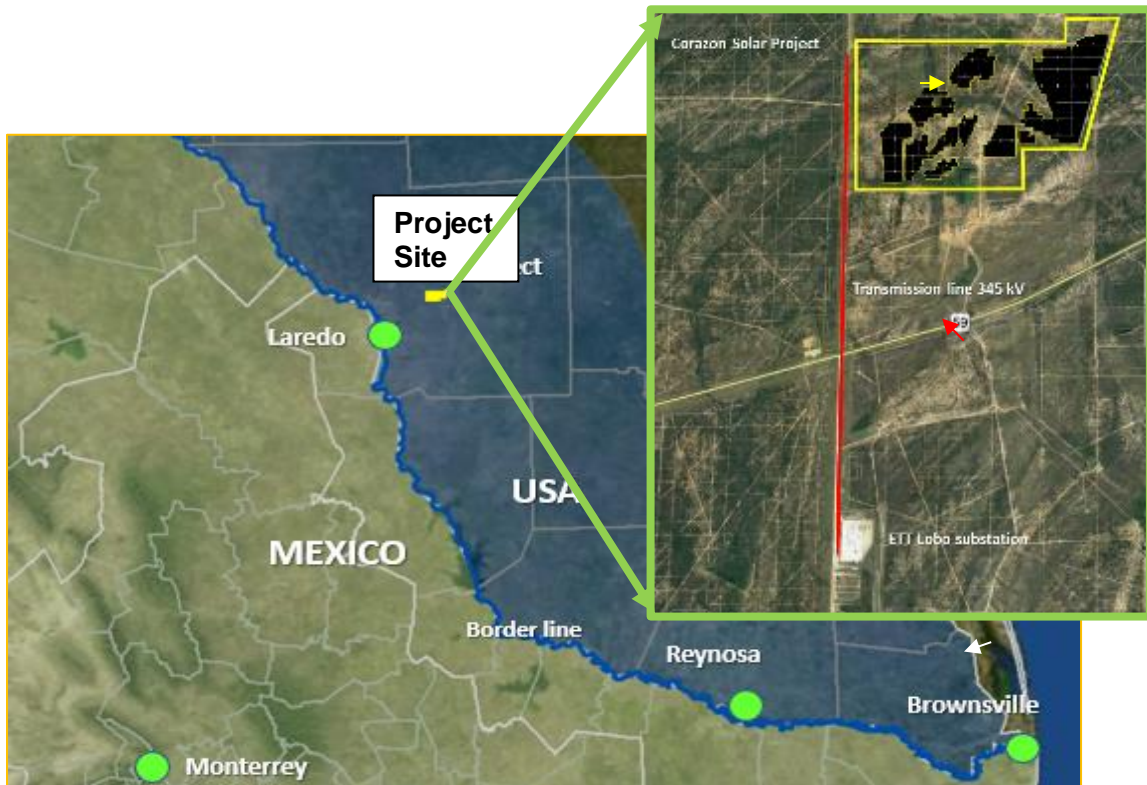 Corazon Solar Project
Project
Site
Laredo
Transmission line 345 kV
59
USA
MEXICO
ETT Lobo substation
Border line
Reynosa
Brownsville
Monterrey